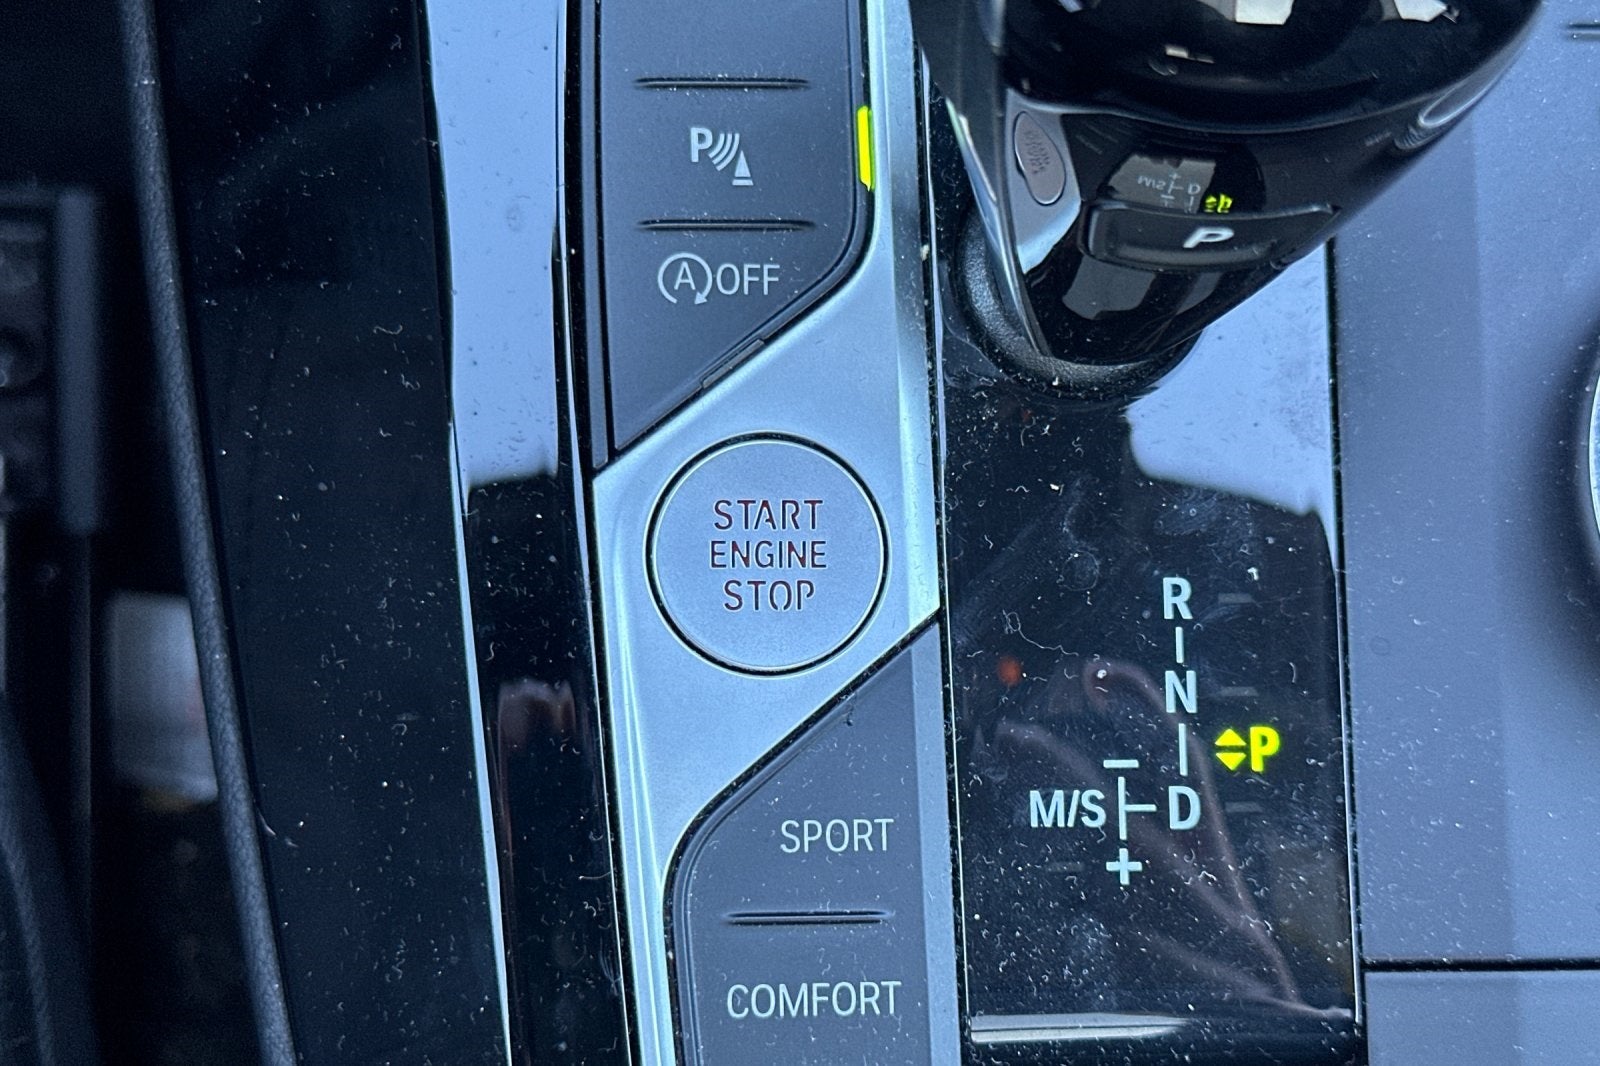 P
A OFF
P
START
ENGINE
STOP
R
N
P
M/S
D
SPORT
COMFORT